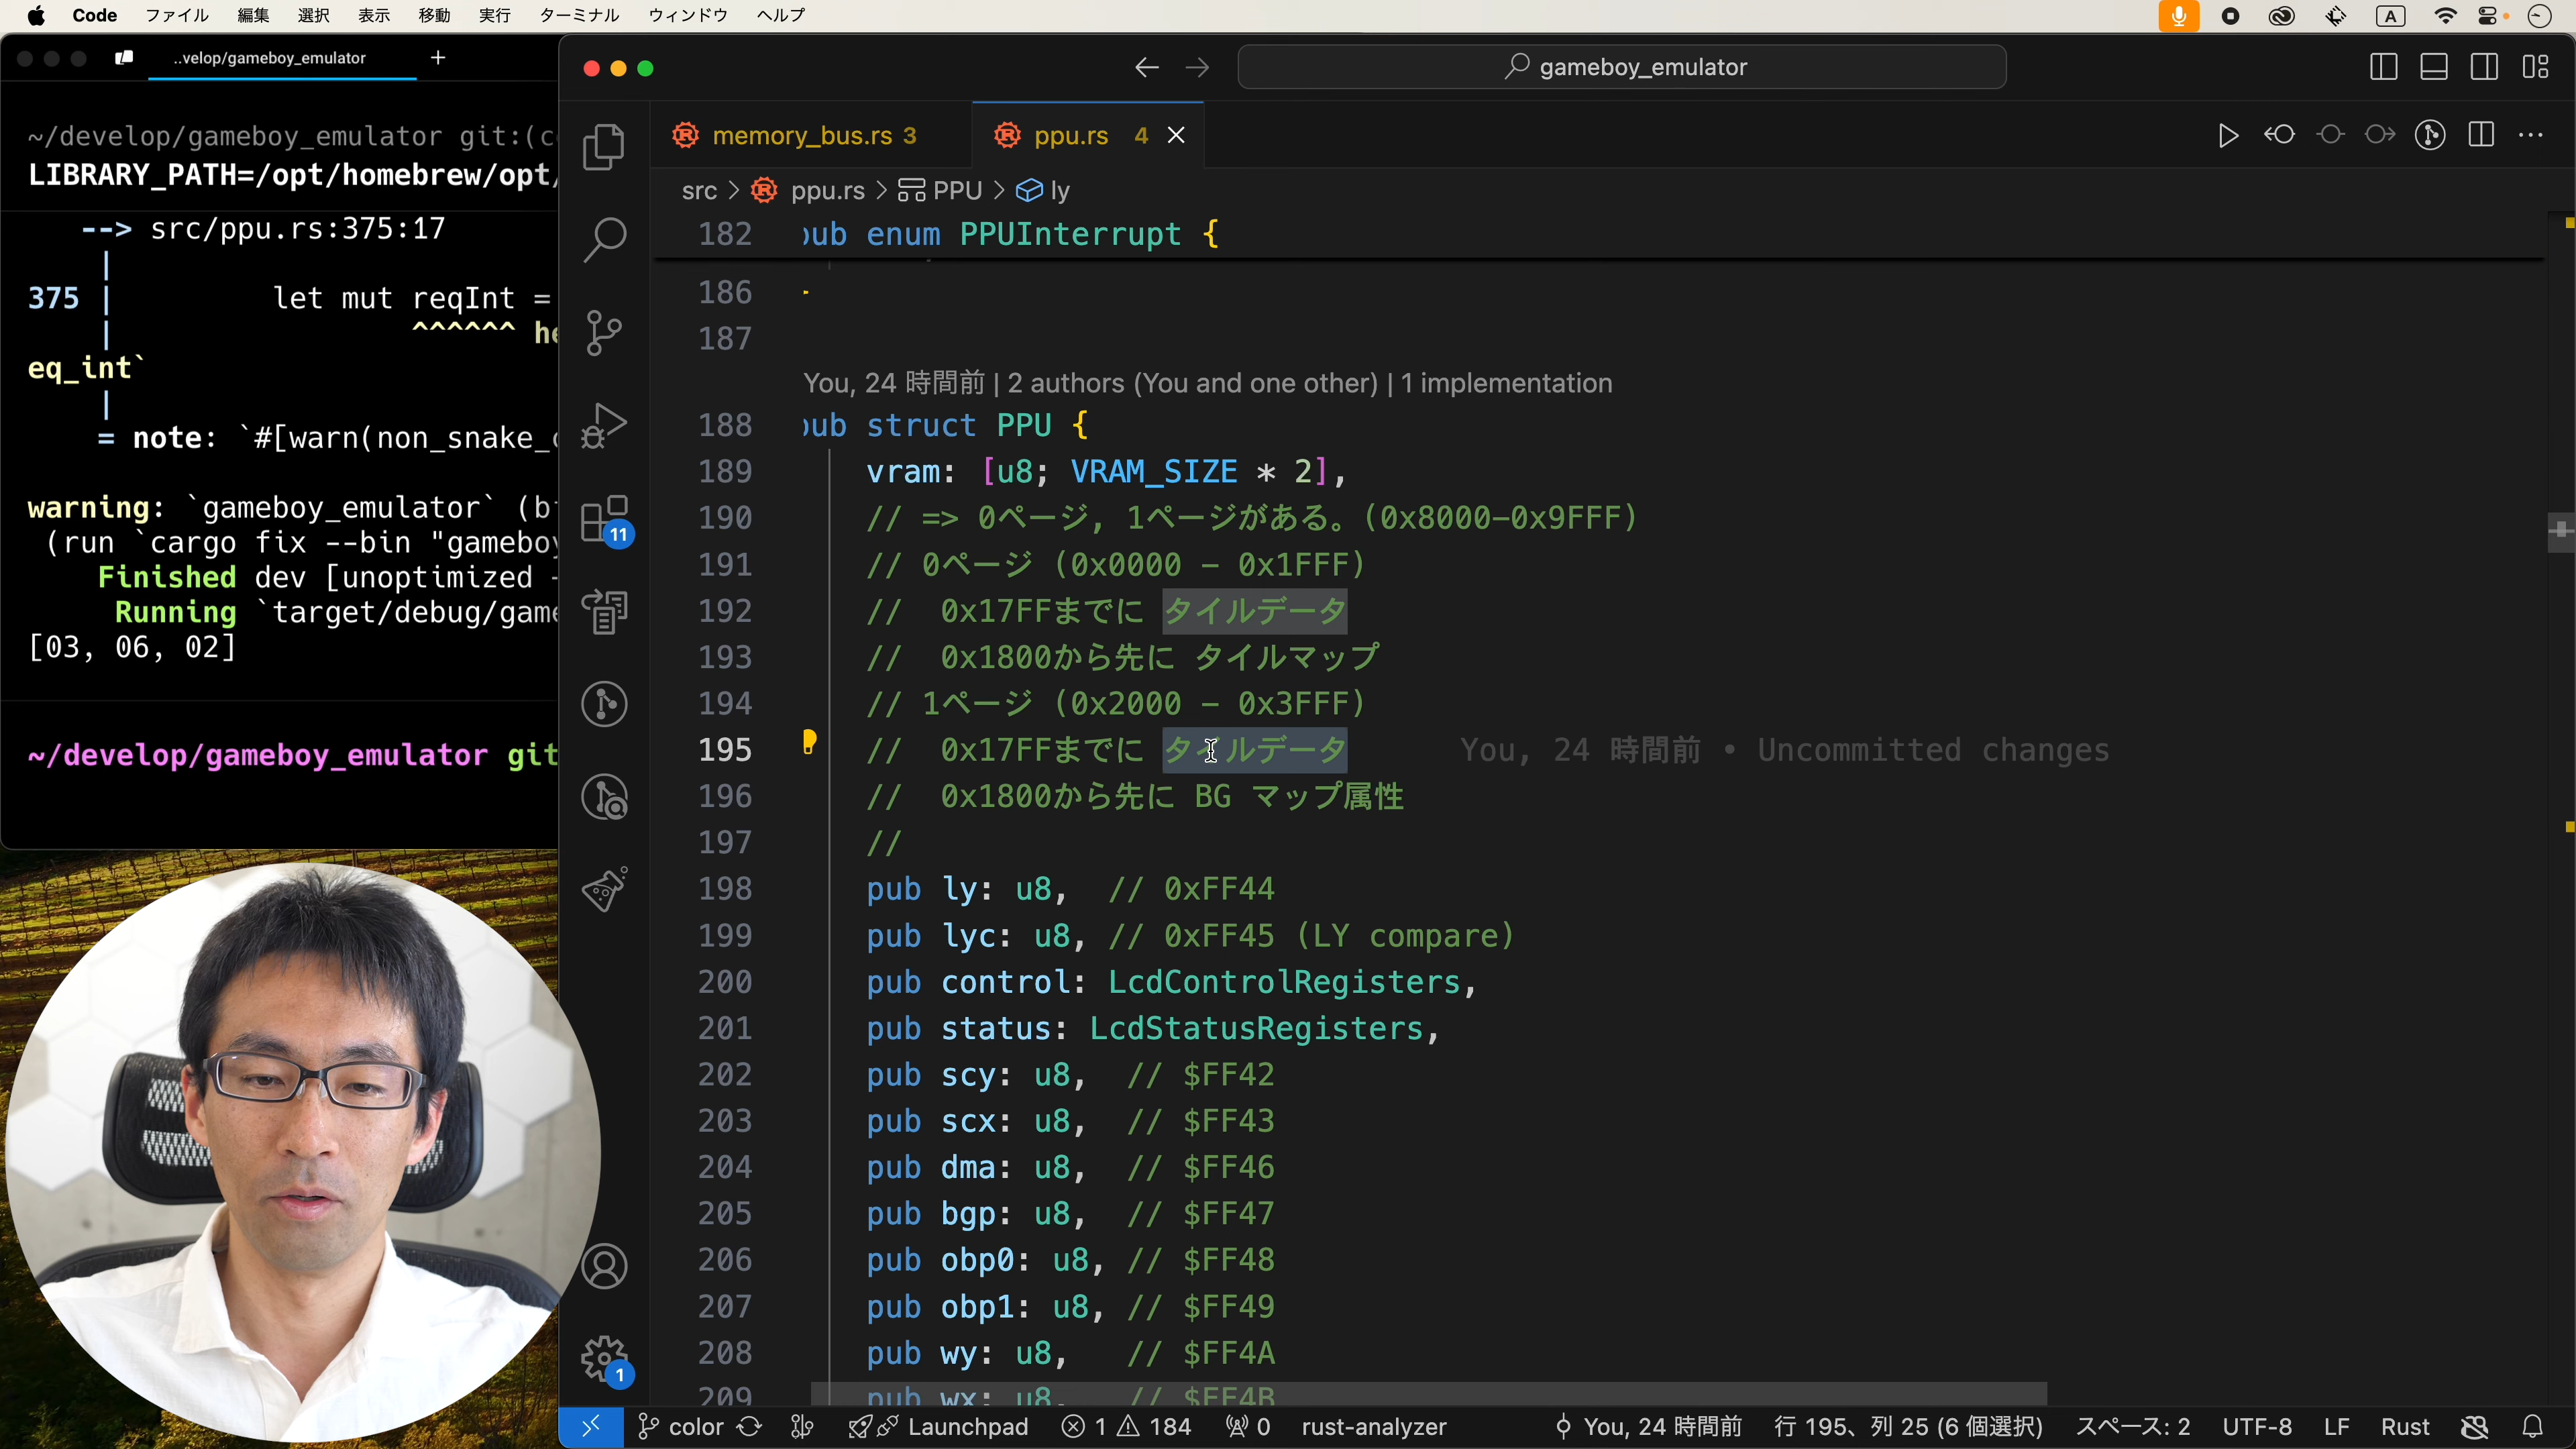 Code ファイル 編集 選択 表示 移動 実行 ターミナル ウィンドウ ヘルプ
A
..velop/gameboy_emulator
gameboy_emulator
~/develop/gameboy_emulator git:(c
LIBRARY_PATH=/opt/homebrew/opt/
--> src/ppu.rs:375:17
|
375 | let mut reqInt =
| ^^^^^^ he
eq_int`
|
= note: `#[warn(non_snake_c
warning: `gameboy_emulator` (b
(run `cargo fix --bin "gameboy
Finished dev [unoptimized
Running `target/debug/game
[03, 06, 02]
~/develop/gameboy_emulator git
memory_bus.rs 3
ppu.rs 4
src > ppu.rs > PPU > ly
182 pub enum PPUInterrupt {
186
187
You, 24 時間前 | 2 authors (You and one other) | 1 implementation
188 pub struct PPU {
189 vram: [u8; VRAM_SIZE * 2],
190 // => 0ページ, 1ページがある。(0x8000-0x9FFF)
191 // 0ページ (0x0000 - 0x1FFF)
192 // 0x17FFまでに タイルデータ
193 // 0x1800から先に タイルマップ
194 // 1ページ (0x2000 - 0x3FFF)
195 // 0x17FFまでに タイルデータ You, 24 時間前 • Uncommitted changes
196 // 0x1800から先に BG マップ属性
197 //
198 pub ly: u8, // 0xFF44
199 pub lyc: u8, // 0xFF45 (LY compare)
200 pub control: LcdControlRegisters,
201 pub status: LcdStatusRegisters,
202 pub scy: u8, // $FF42
203 pub scx: u8, // $FF43
204 pub dma: u8, // $FF46
205 pub bgp: u8, // $FF47
206 pub obp0: u8, // $FF48
207 pub obp1: u8, // $FF49
208 pub wy: u8, // $FF4A
209 pub wx: u8, // $FF4B
11
1
color Launchpad 1 184 0 rust-analyzer You, 24 時間前 行 195、列 25 (6 個選択) スペース: 2 UTF-8 LF Rust